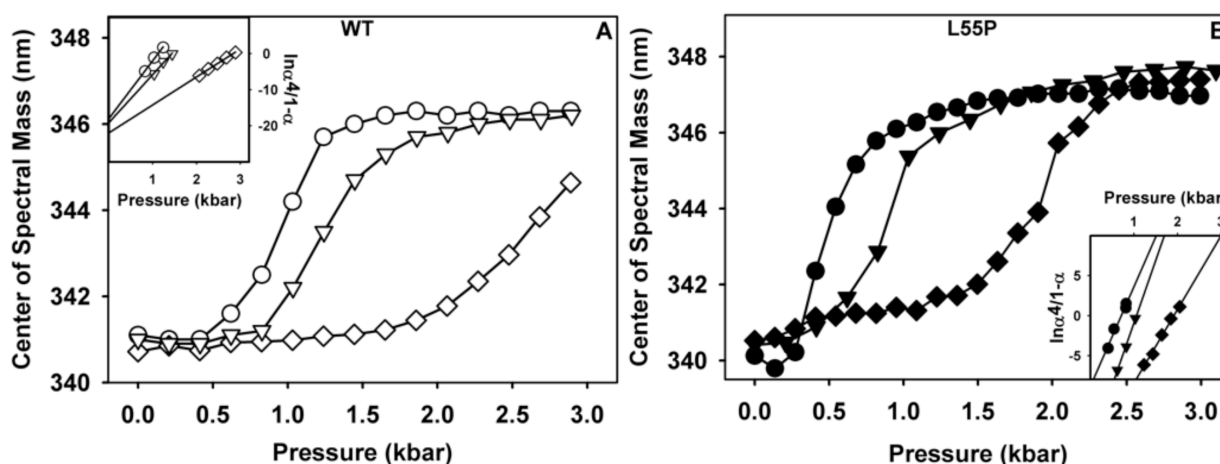 WT
A
348
346
344
342
340
Center of Spectral Mass (nm)
0
-10
-20
lnα4/1-α
1 2 3
Pressure (kbar)
0.0 0.5 1.0 1.5 2.0 2.5 3.0
Pressure (kbar)
L55P
348
346
344
342
340
Center of Spectral Mass (nm)
Pressure (kbar)
1 2 3
5
0
-5
lnα4/1-α
0.0 0.5 1.0 1.5 2.0 2.5 3.0
Pressure (kbar)